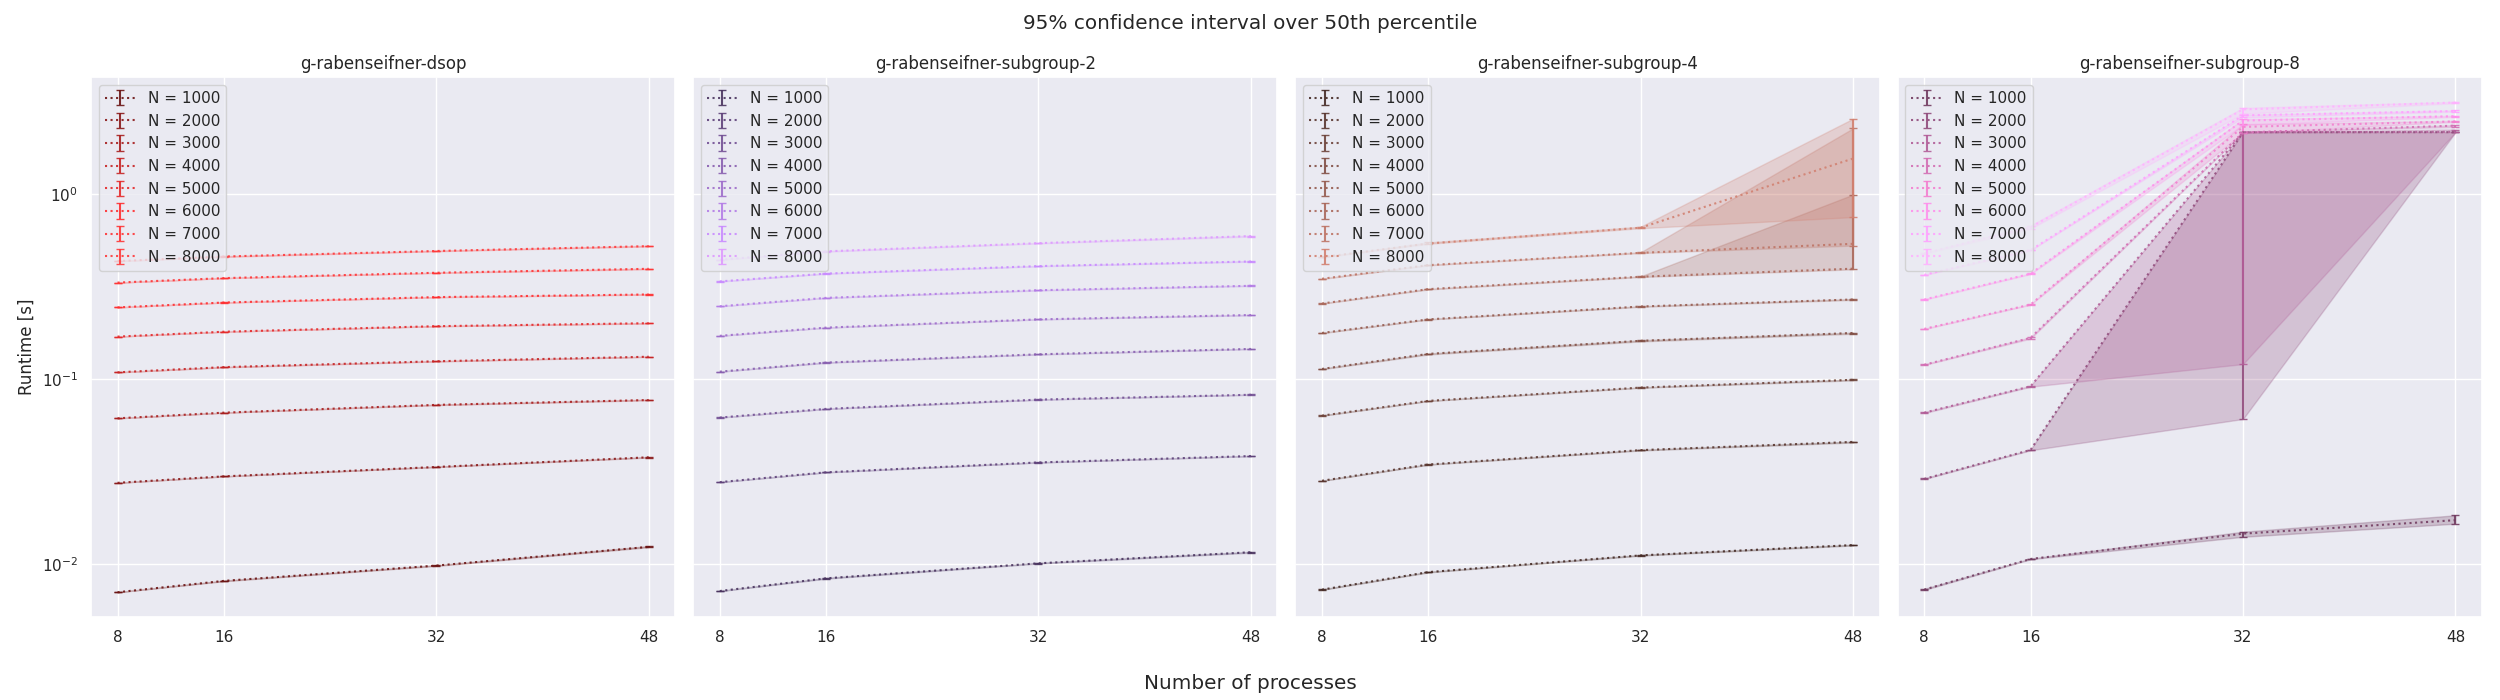 95% confidence interval over 50th percentile
g-rabenseifner-dsop
g-rabenseifner-subgroup-2
g-rabenseifner-subgroup-4
g-rabenseifner-subgroup-8
Runtime [s]
10⁰
10⁻¹
10⁻²
N = 1000
N = 2000
N = 3000
N = 4000
N = 5000
N = 6000
N = 7000
N = 8000
N = 1000
N = 2000
N = 3000
N = 4000
N = 5000
N = 6000
N = 7000
N = 8000
N = 1000
N = 2000
N = 3000
N = 4000
N = 5000
N = 6000
N = 7000
N = 8000
N = 1000
N = 2000
N = 3000
N = 4000
N = 5000
N = 6000
N = 7000
N = 8000
8 16 32 48
8 16 32 48
8 16 32 48
8 16 32 48
Number of processes